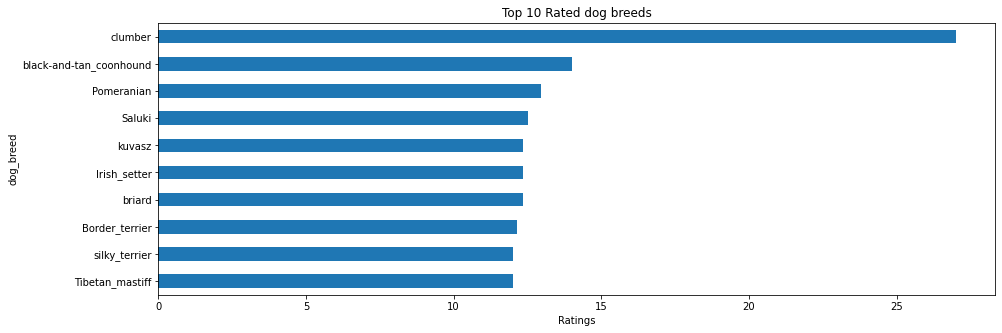 Top 10 Rated dog breeds
clumber
black-and-tan_coonhound
Pomeranian
Saluki
kuvasz
Irish_setter
briard
Border_terrier
silky_terrier
Tibetan_mastiff
dog_breed
0 5 10 15 20 25
Ratings